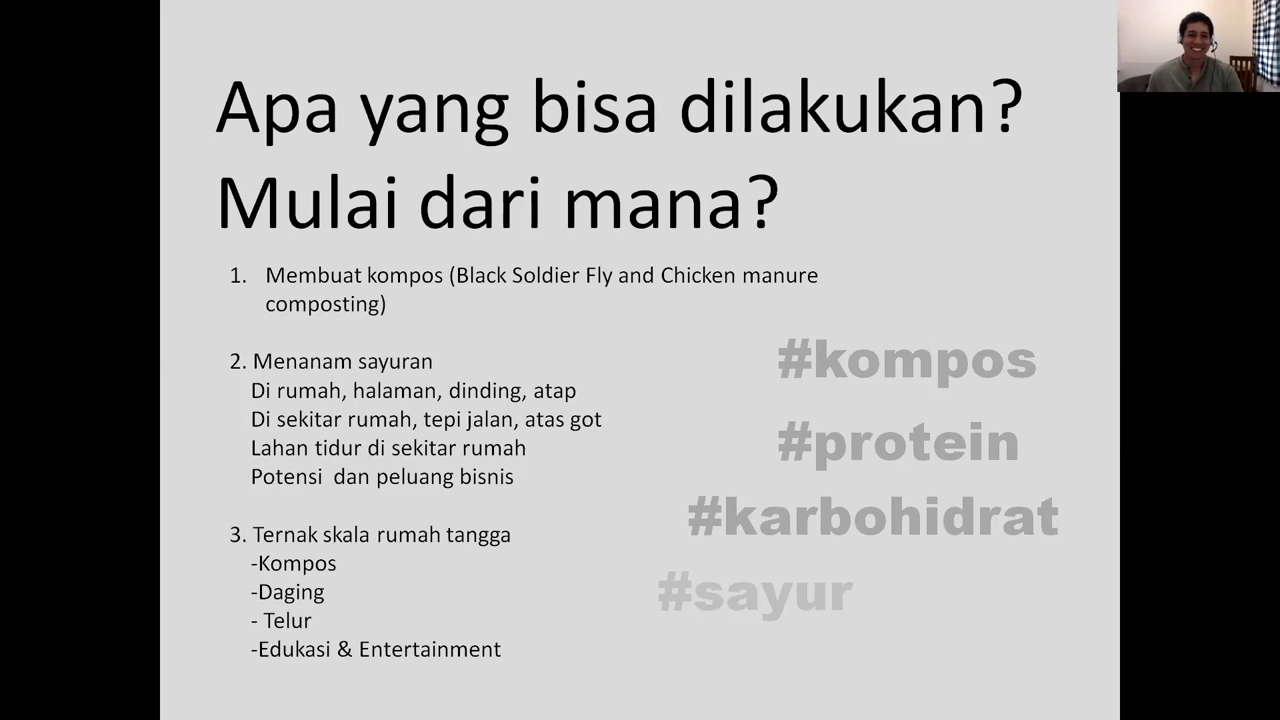 Apa yang bisa dilakukan?
Mulai dari mana?
1. Membuat kompos (Black Soldier Fly and Chicken manure
composting)
2. Menanam sayuran
Di rumah, halaman, dinding, atap
Di sekitar rumah, tepi jalan, atas got
Lahan tidur di sekitar rumah
Potensi dan peluang bisnis
3. Ternak skala rumah tangga
-Kompos
-Daging
- Telur
-Edukasi & Entertainment
#kompos
#protein
#karbohidrat
#sayur